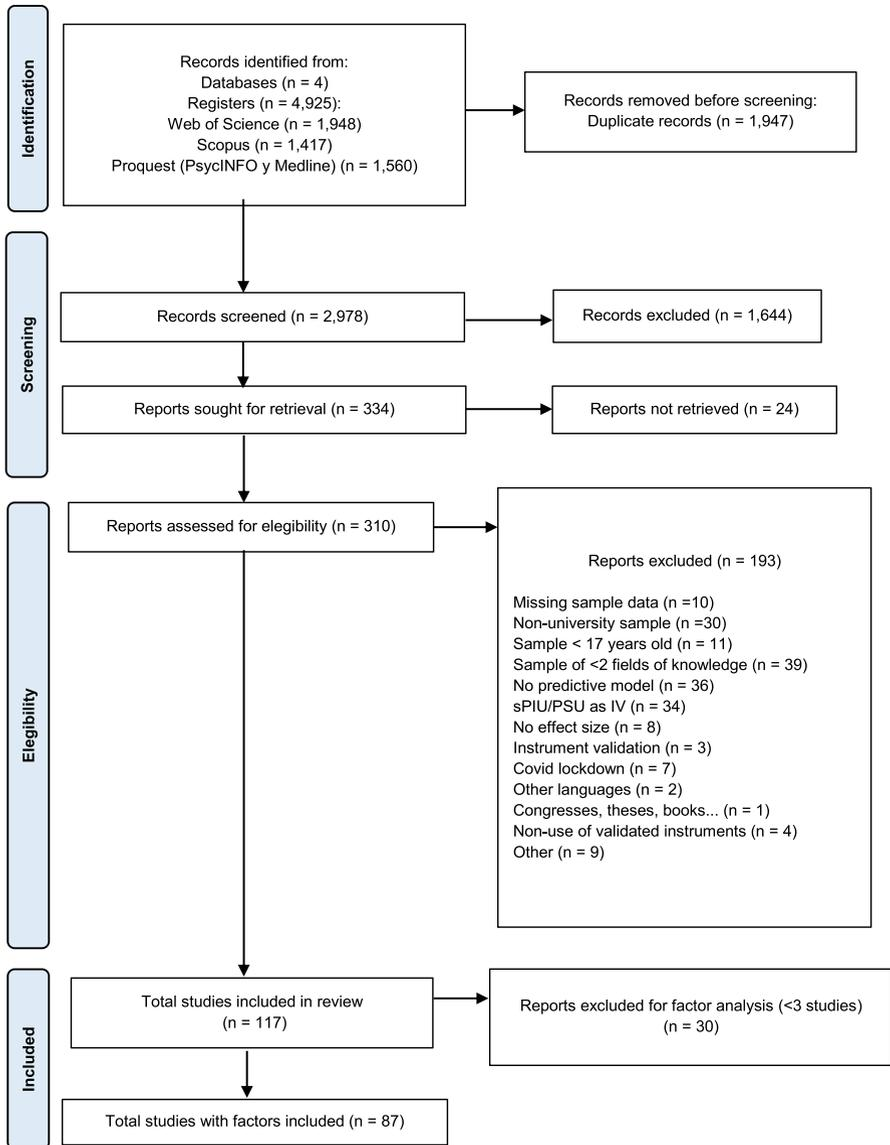 Identification
Records identified from:
Databases (n = 4)
Registers (n = 4,925):
Web of Science (n = 1,948)
Scopus (n = 1,417)
Proquest (PsycINFO y Medline) (n = 1,560)
Records removed before screening:
Duplicate records (n = 1,947)
Screening
Records screened (n = 2,978)
Records excluded (n = 1,644)
Reports sought for retrieval (n = 334)
Reports not retrieved (n = 24)
Elegibility
Reports assessed for elegibility (n = 310)
Reports excluded (n = 193)
Missing sample data (n =10)
Non-university sample (n =30)
Sample < 17 years old (n = 11)
Sample of <2 fields of knowledge (n = 39)
No predictive model (n = 36)
sPIU/PSU as IV (n = 34)
No effect size (n = 8)
Instrument validation (n = 3)
Covid lockdown (n = 7)
Other languages (n = 2)
Congresses, theses, books... (n = 1)
Non-use of validated instruments (n = 4)
Other (n = 9)
Included
Total studies included in review
(n = 117)
Reports excluded for factor analysis (<3 studies)
(n = 30)
Total studies with factors included (n = 87)